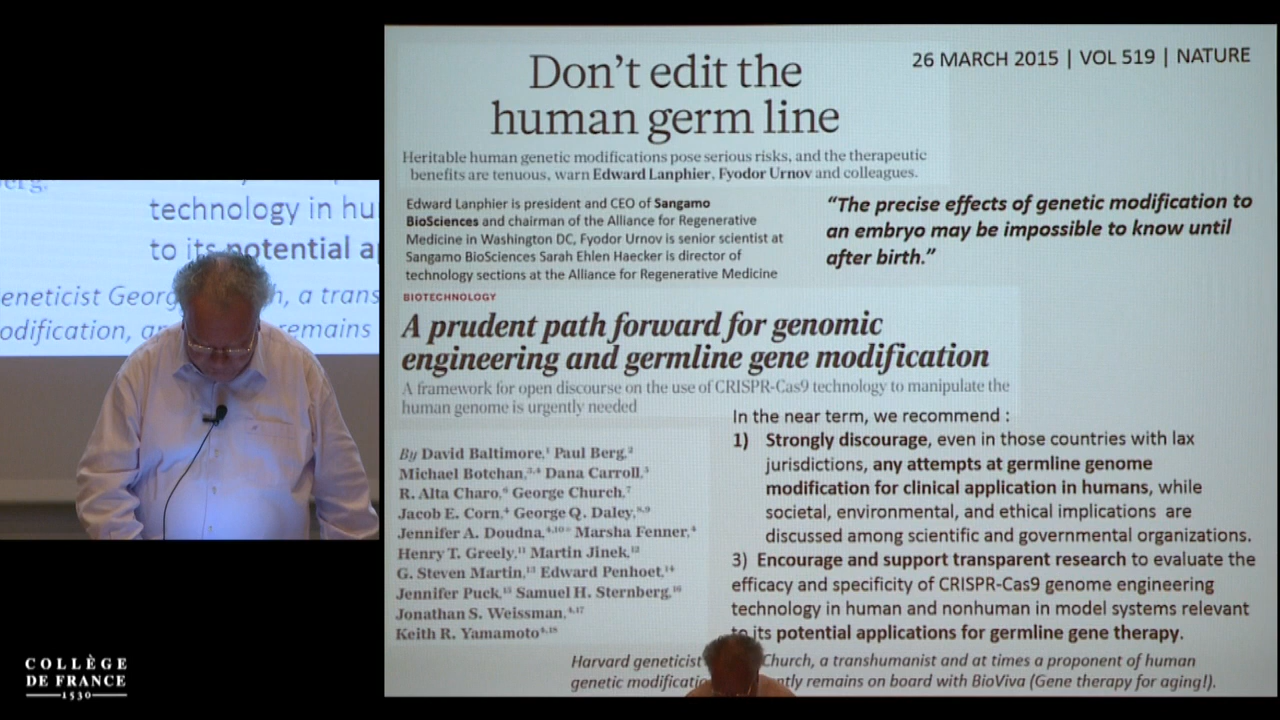 technology in hu
to its potential a
eneticist Georg h, a trans
odification, a remains
COLLÈGE
DE FRANCE
1530
26 MARCH 2015 | VOL 519 | NATURE
Don't edit the
human germ line
Heritable human genetic modifications pose serious risks, and the therapeutic
benefits are tenuous, warn Edward Lanphier, Fyodor Urnov and colleagues.
Edward Lanphier is president and CEO of Sangamo
BioSciences and chairman of the Alliance for Regenerative
Medicine in Washington DC, Fyodor Urnov is senior scientist at
Sangamo BioSciences Sarah Ehlen Haecker is director of
technology sections at the Alliance for Regenerative Medicine
“The precise effects of genetic modification to
an embryo may be impossible to know until
after birth.”
BIOTECHNOLOGY
A prudent path forward for genomic
engineering and germline gene modification
A framework for open discourse on the use of CRISPR-Cas9 technology to manipulate the
human genome is urgently needed
By David Baltimore, Paul Berg,
Michael Botchan, Dana Carroll,
R. Alta Charo, George Church,
Jacob E. Corn, George Q. Daley,
Jennifer A. Doudna, Marsha Fenner,
Henry T. Greely, Martin Jinek,
G. Steven Martin, Edward Penhoet,
Jennifer Puck, Samuel H. Sternberg,
Jonathan S. Weissman,
Keith R. Yamamoto
In the near term, we recommend :
1) Strongly discourage, even in those countries with lax
jurisdictions, any attempts at germline genome
modification for clinical application in humans, while
societal, environmental, and ethical implications are
discussed among scientific and governmental organizations.
3) Encourage and support transparent research to evaluate the
efficacy and specificity of CRISPR-Cas9 genome engineering
technology in human and nonhuman in model systems relevant
to its potential applications for germline gene therapy.
Harvard geneticist Church, a transhumanist and at times a proponent of human
genetic modificatio ntly remains on board with BioViva (Gene therapy for aging!).